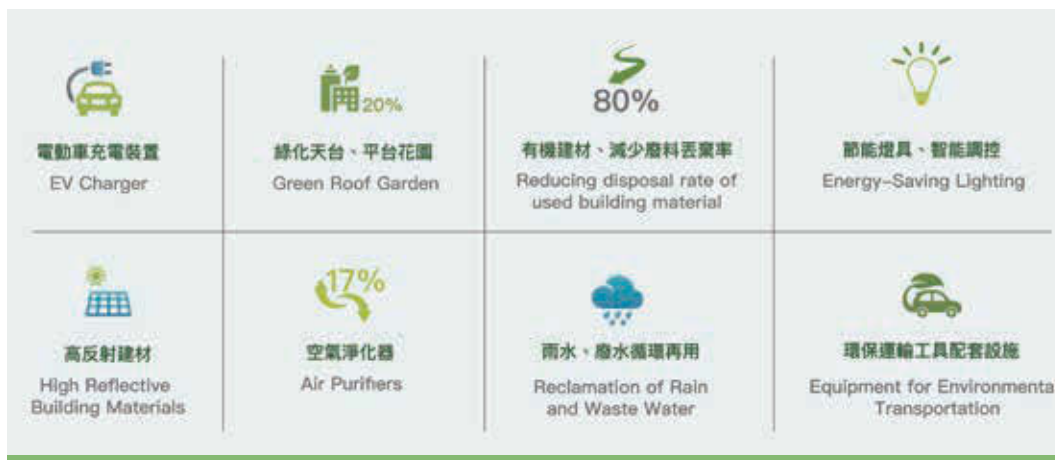 電動車充電裝置
EV Charger
20%
綠化天台、平台花園
Green Roof Garden
80%
有機建材、減少廢料丟棄率
Reducing disposal rate of
used building material
節能燈具、智能調控
Energy-Saving Lighting
高反射建材
High Reflective
Building Materials
17%
空氣淨化器
Air Purifiers
雨水、廢水循環再用
Reclamation of Rain
and Waste Water
環保運輸工具配套設施
Equipment for Environmenta
Transportation